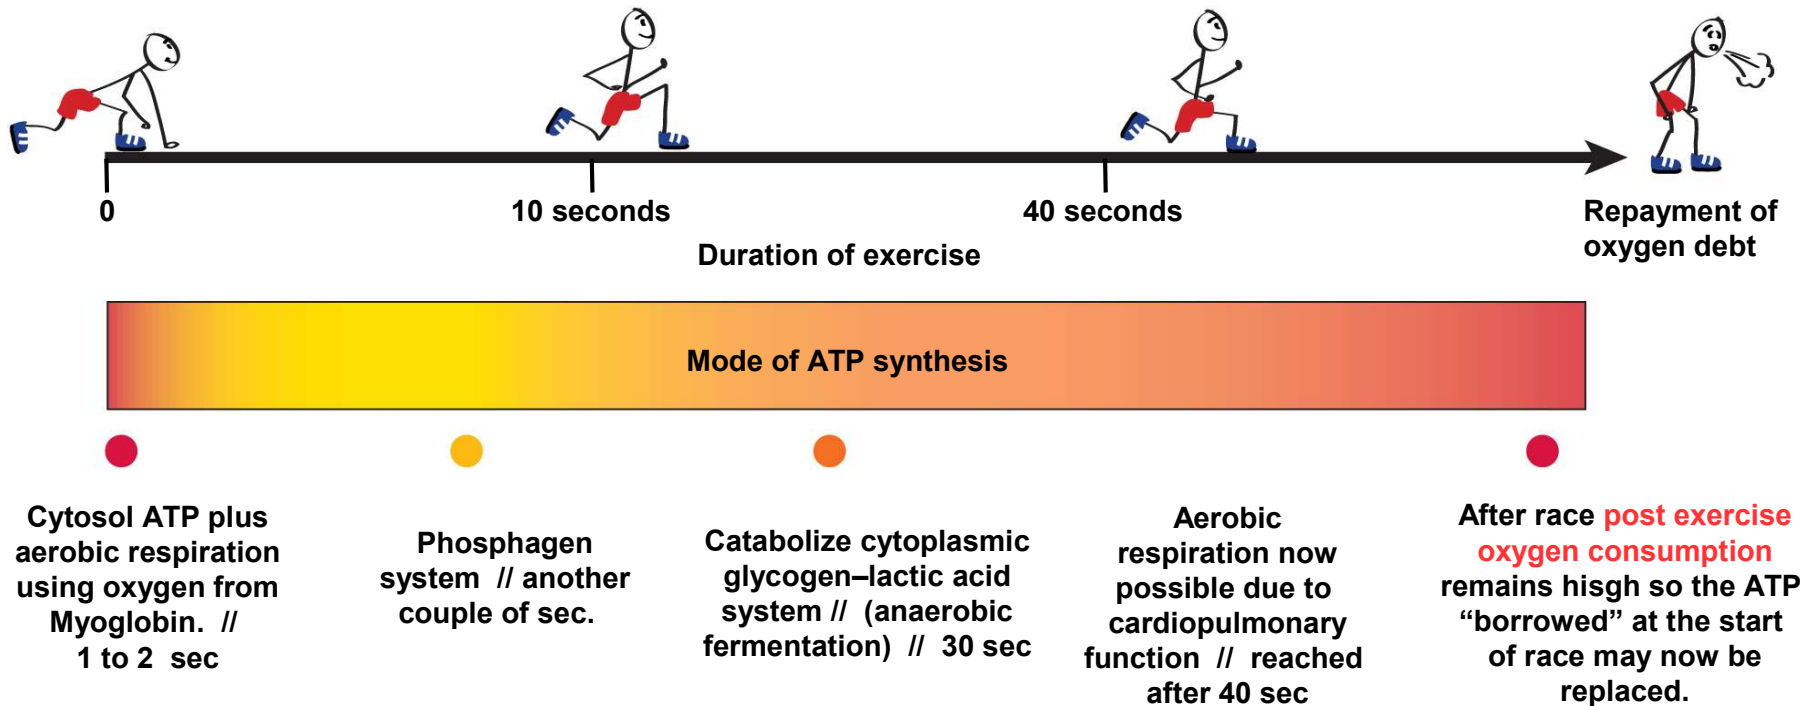 0
10 seconds
40 seconds
Repayment of
oxygen debt
Duration of exercise
Mode of ATP synthesis
Cytosol ATP plus
aerobic respiration
using oxygen from
Myoglobin. //
1 to 2 sec
Phosphagen
system // another
couple of sec.
Catabolize cytoplasmic
glycogen–lactic acid
system // (anaerobic
fermentation) // 30 sec
Aerobic
respiration now
possible due to
cardiopulmonary
function // reached
after 40 sec
After race post exercise
oxygen consumption
remains hisgh so the ATP
“borrowed” at the start
of race may now be
replaced.